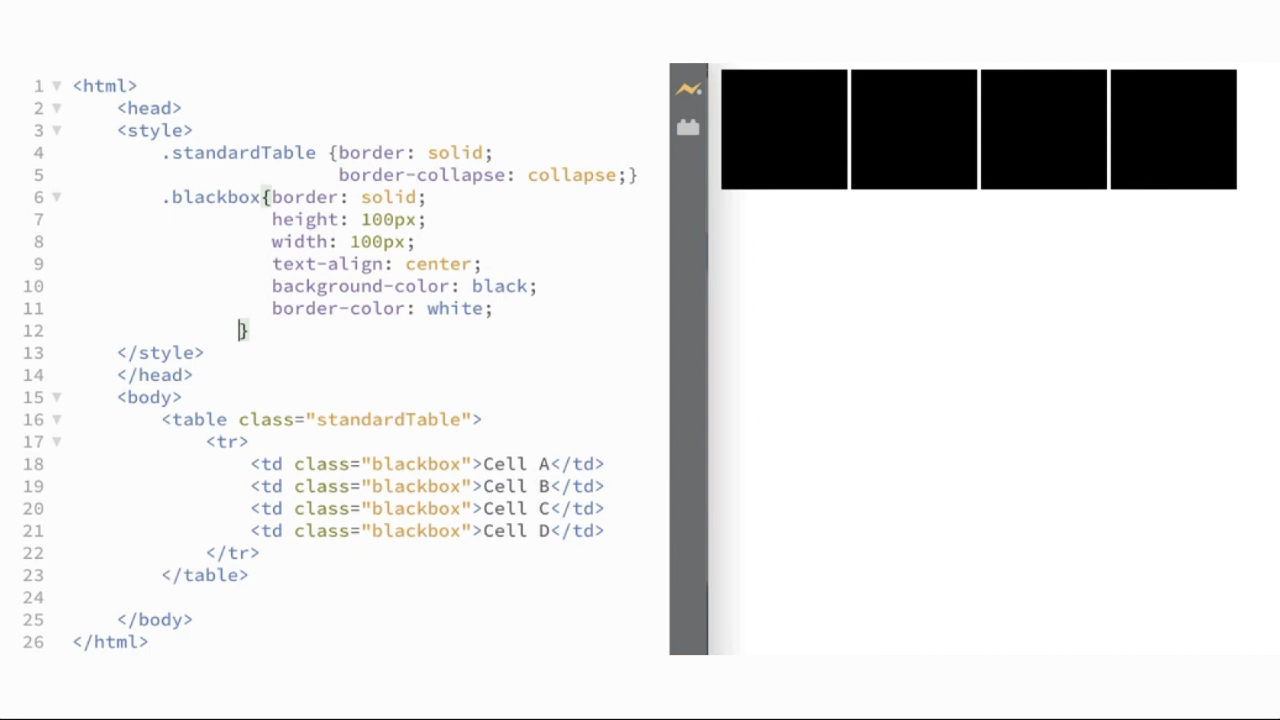 1 <html>
2 <head>
3 <style>
4 .standardTable {border: solid;
5 border-collapse: collapse;}
6 .blackbox{border: solid;
7 height: 100px;
8 width: 100px;
9 text-align: center;
10 background-color: black;
11 border-color: white;
12 }
13 </style>
14 </head>
15 <body>
16 <table class="standardTable">
17 <tr>
18 <td class="blackbox">Cell A</td>
19 <td class="blackbox">Cell B</td>
20 <td class="blackbox">Cell C</td>
21 <td class="blackbox">Cell D</td>
22 </tr>
23 </table>
24
25 </body>
26 </html>